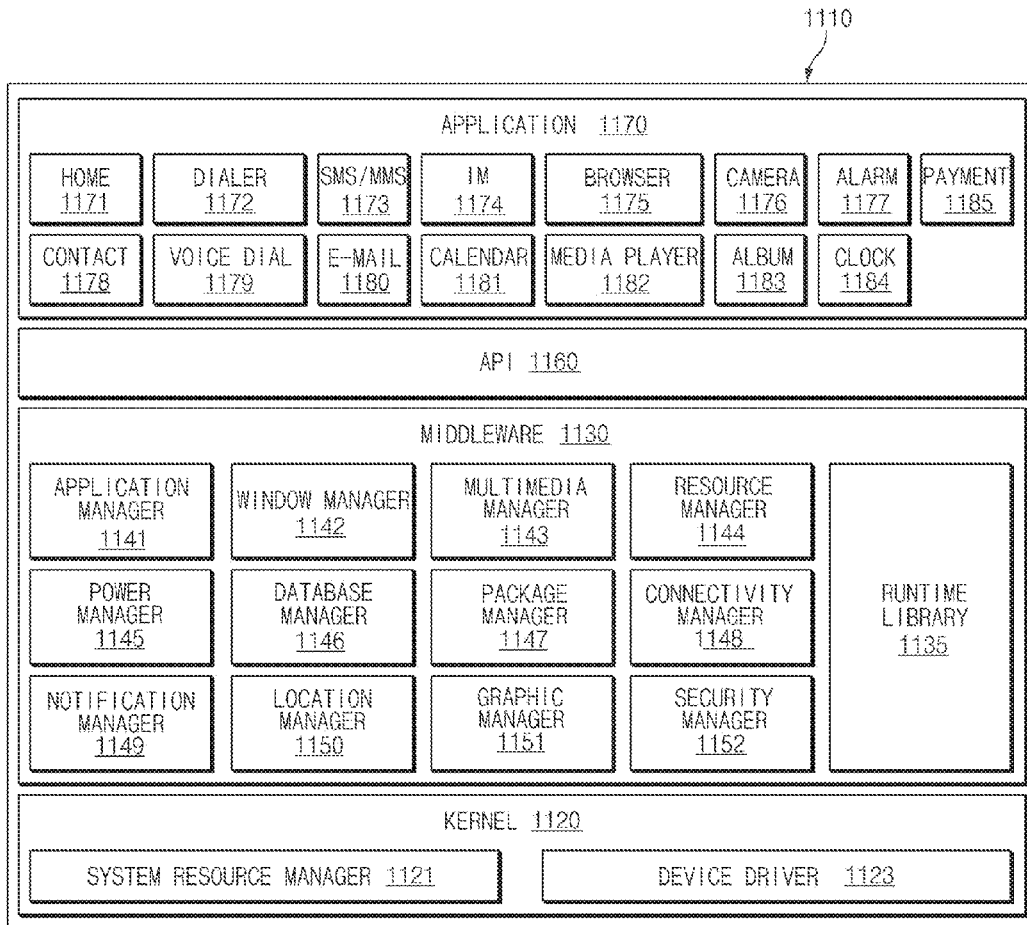 1110
APPLICATION 1170
HOME
1171
DIALER
1172
SMS/MMS
1173
IM
1174
BROWSER
1175
CAMERA
1176
ALARM
1177
PAYMENT
1185
CONTACT
1178
VOICE DIAL
1179
E-MAIL
1180
CALENDAR
1181
MEDIA PLAYER
1182
ALBUM
1183
CLOCK
1184
API 1160
MIDDLEWARE 1130
APPLICATION
MANAGER
1141
WINDOW MANAGER
1142
MULTIMEDIA
MANAGER
1143
RESOURCE
MANAGER
1144
POWER
MANAGER
1145
DATABASE
MANAGER
1146
PACKAGE
MANAGER
1147
CONNECTIVITY
MANAGER
1148
NOTIFICATION
MANAGER
1149
LOCATION
MANAGER
1150
GRAPHIC
MANAGER
1151
SECURITY
MANAGER
1152
RUNTIME
LIBRARY
1135
KERNEL 1120
SYSTEM RESOURCE MANAGER 1121
DEVICE DRIVER 1123